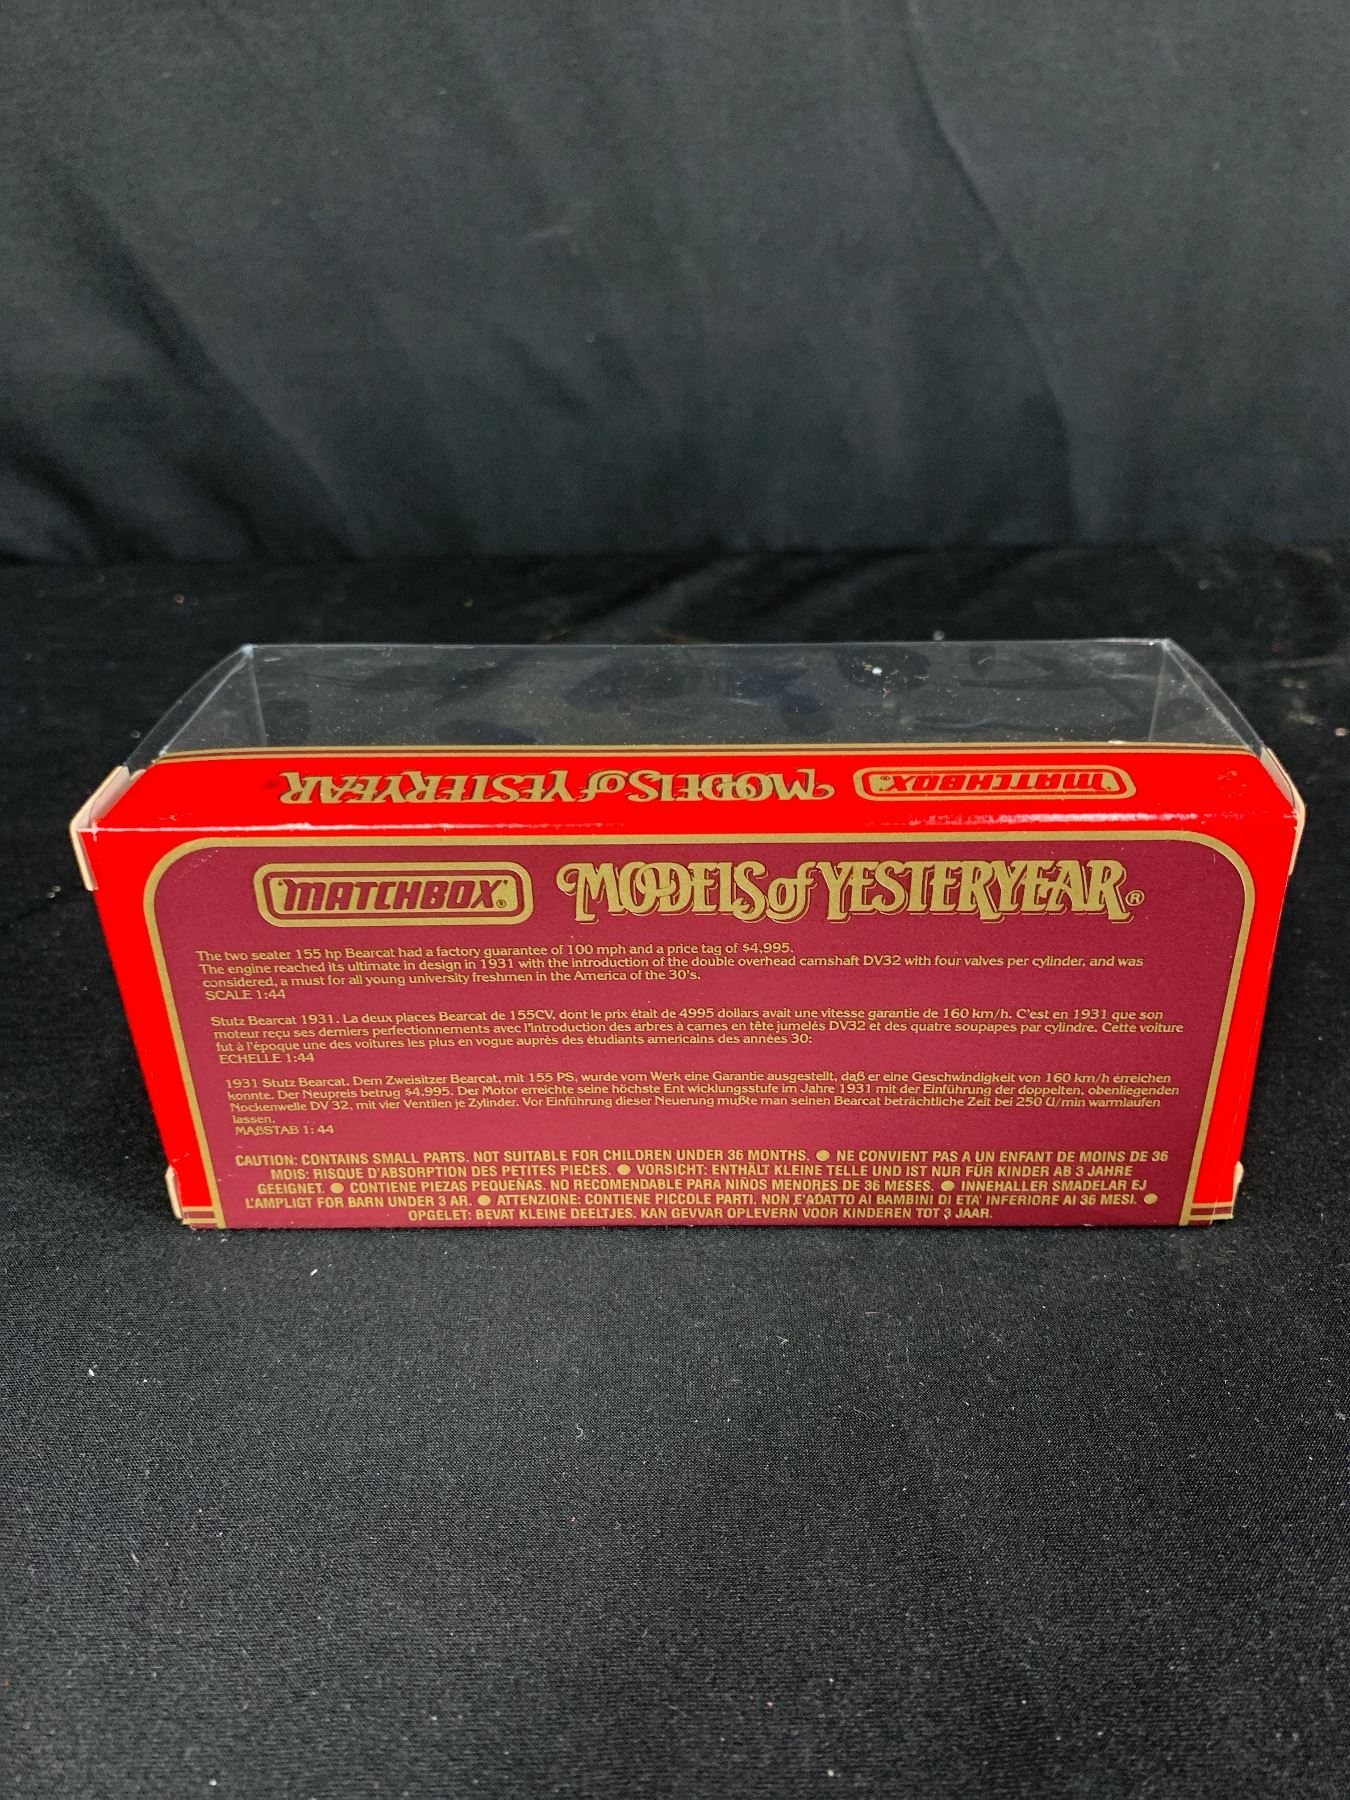 MODELS of YESTERYEAR MATCHBOX®
MATCHBOX® MODELS of YESTERYEAR®
The two seater 155 hp Bearcat had a factory guarantee of 100 mph and a price tag of $4,995.
The engine reached its ultimate in design in 1931 with the introduction of the double overhead camshaft DV32 with four valves per cylinder, and was
considered, a must for all young university freshmen in the America of the 30's.
SCALE 1:44
Stutz Bearcat 1931. La deux places Bearcat de 155CV, dont le prix était de 4995 dollars avait une vitesse garantie de 160 km/h. C'est en 1931 que son
moteur reçu ses derniers perfectionnements avec l'introduction des arbres à cames en tête jumelés DV32 et des quatre soupapes par cylindre. Cette voiture
fut à l'époque une des voitures les plus en vogue auprès des étudiants americains des années 30:
ECHELLE 1:44
1931 Stutz Bearcat. Dem Zweisitzer Bearcat, mit 155 PS, wurde vom Werk eine Garantie ausgestellt, daß er eine Geschwindigkeit von 160 km/h erreichen
konnte. Der Neupreis betrug $4.995. Der Motor erreichte seine höchste Ent wicklungsstufe im Jahre 1931 mit der Einführung der doppelten, obenliegenden
Nockenwelle DV 32, mit vier Ventilen je Zylinder. Vor Einführung dieser Neuerung mußte man seinen Bearcat beträchtliche Zeit bei 250 U/min warmlaufen
lassen.
MAßSTAB 1:44
CAUTION: CONTAINS SMALL PARTS. NOT SUITABLE FOR CHILDREN UNDER 36 MONTHS. ● NE CONVIENT PAS A UN ENFANT DE MOINS DE 36
MOIS: RISQUE D'ABSORPTION DES PETITES PIECES. ● VORSICHT: ENTHÄLT KLEINE TELLE UND IST NUR FÜR KINDER AB 3 JAHRE
GEEIGNET. ● CONTIENE PIEZAS PEQUEÑAS. NO RECOMENDABLE PARA NIÑOS MENORES DE 36 MESES. ● INNEHALLER SMADELAR EJ
LAMPLIGT FOR BARN UNDER 3 AR. ● ATTENZIONE: CONTIENE PICCOLE PARTI. NON E'ADATTO AI BAMBINI DI ETA' INFERIORE AI 36 MESI. ●
OPGELET: BEVAT KLEINE DEELTJES. KAN GEVVAR OPLEVERN VOOR KINDEREN TOT 3 JAAR.